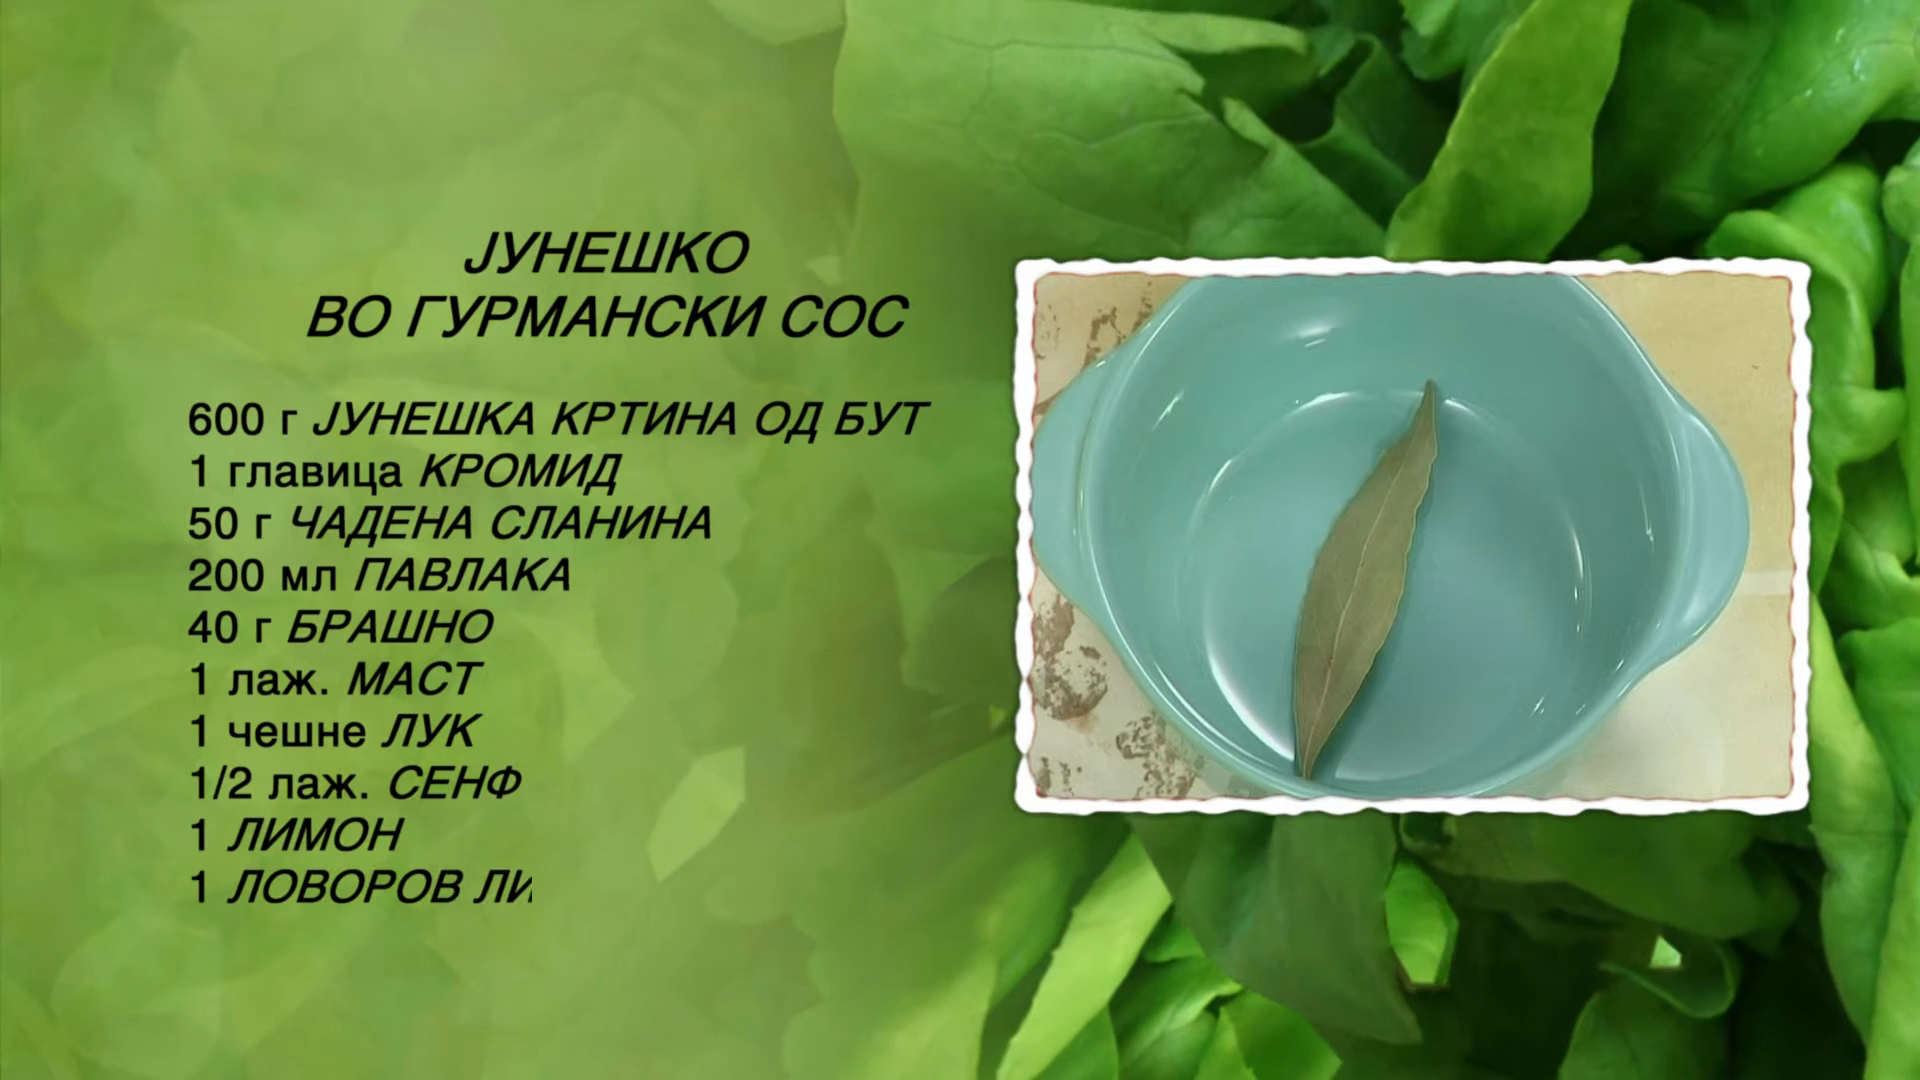 ЈУНЕШКО
ВО ГУРМАНСКИ СОС
600 г ЈУНЕШКА КРТИНА ОД БУТ
1 главица КРОМИД
50 г ЧАДЕНА СЛАНИНА
200 мл ПАВЛАКА
40 г БРАШНО
1 лаж. МАСТ
1 чешне ЛУК
1/2 лаж. СЕНФ
1 ЛИМОН
1 ЛОВОРОВ ЛИ